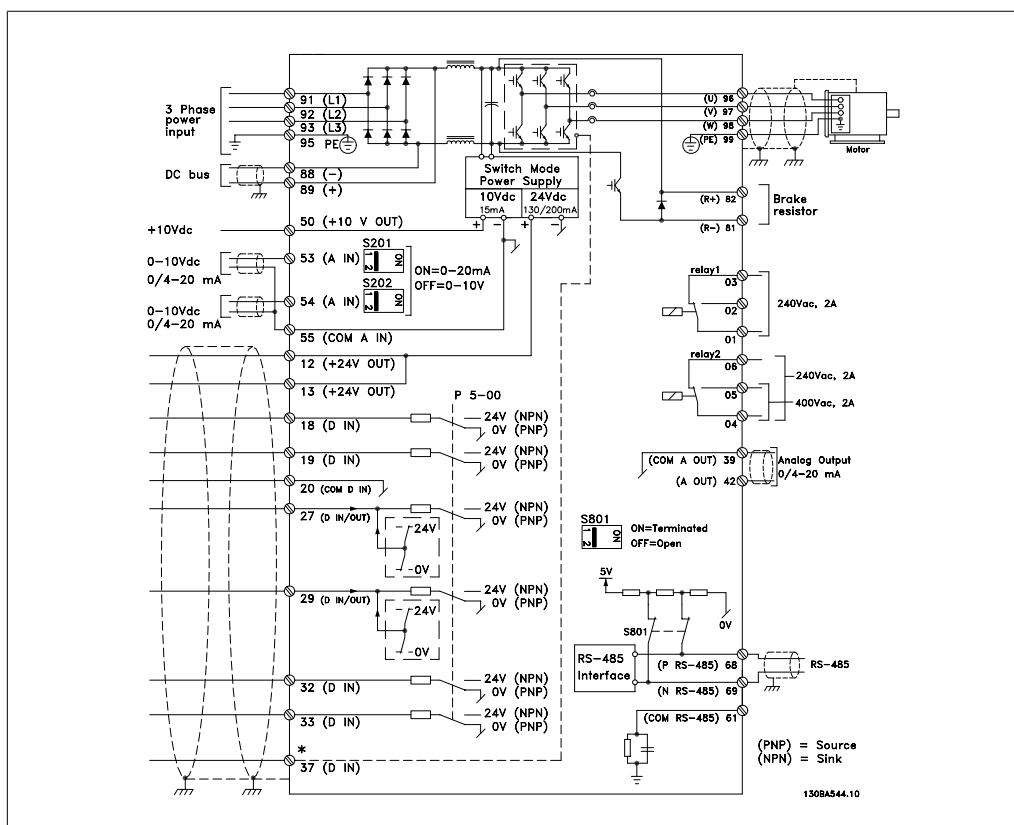 3 Phase
power
input
91 (L1)
92 (L2)
93 (L3)
95 PE
DC bus
88 (-)
89 (+)
Switch Mode
Power Supply
10Vdc
15mA
24Vdc
130/200mA
+ - + -
+10Vdc
50 (+10 V OUT)
0-10Vdc
0/4-20 mA
53 (A IN)
S201
ON
1 2
S202
ON
1 2
ON=0-20mA
OFF=0-10V
0-10Vdc
0/4-20 mA
54 (A IN)
55 (COM A IN)
12 (+24V OUT)
13 (+24V OUT)
P 5-00
18 (D IN)
24V (NPN)
0V (PNP)
19 (D IN)
24V (NPN)
0V (PNP)
20 (COM D IN)
27 (D IN/OUT)
24V (NPN)
0V (PNP)
24V
0V
29 (D IN/OUT)
24V (NPN)
0V (PNP)
24V
0V
32 (D IN)
24V (NPN)
0V (PNP)
33 (D IN)
24V (NPN)
0V (PNP)
*
37 (D IN)
(U) 96
(V) 97
(W) 98
(PE) 99
Motor
(R+) 82
(R-) 81
Brake
resistor
relay1
03
02
01
240Vac, 2A
relay2
06
05
04
240Vac, 2A
400Vac, 2A
(COM A OUT) 39
(A OUT) 42
Analog Output
0/4-20 mA
S801
ON
1 2
ON=Terminated
OFF=Open
5V
0V
S801
RS-485
Interface
(P RS-485) 68
(N RS-485) 69
RS-485
(COM RS-485) 61
(PNP) = Source
(NPN) = Sink
130BA544.10